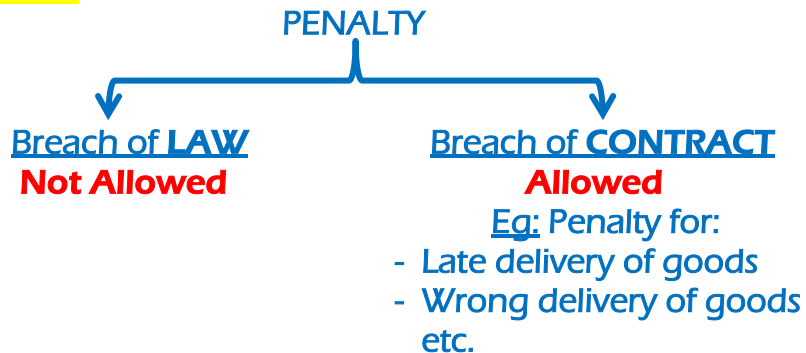 PENALTY
Breach of LAW
Not Allowed
Breach of CONTRACT
Allowed
Eg: Penalty for:
- Late delivery of goods
- Wrong delivery of goods
etc.